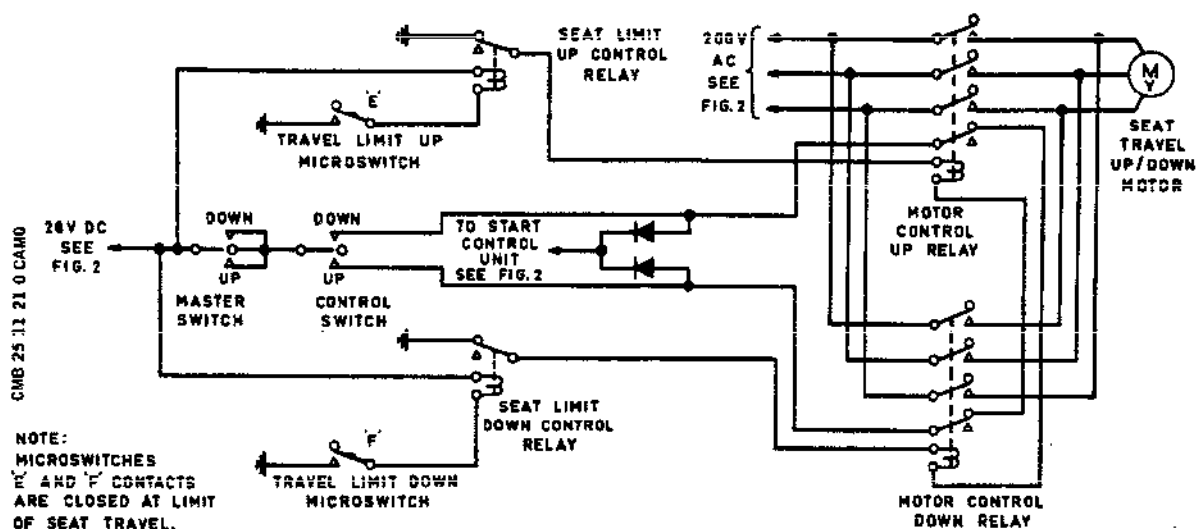 SEAT LIMIT
UP CONTROL
RELAY
200V
AC
SEE
FIG.2
M
SEAT
TRAVEL
UP/DOWN
MOTOR
'E'
TRAVEL LIMIT UP
MICROSWITCH
28V DC
SEE
FIG.2
DOWN
UP
MASTER
SWITCH
DOWN
UP
CONTROL
SWITCH
TO START
CONTROL
UNIT
SEE FIG.2
MOTOR
CONTROL
UP RELAY
SEAT LIMIT
DOWN CONTROL
RELAY
'F'
TRAVEL LIMIT DOWN
MICROSWITCH
MOTOR CONTROL
DOWN RELAY
CMB 25 11 21 0 CAM0
NOTE:
MICROSWITCHES
'E' AND 'F' CONTACTS
ARE CLOSED AT LIMIT
OF SEAT TRAVEL.